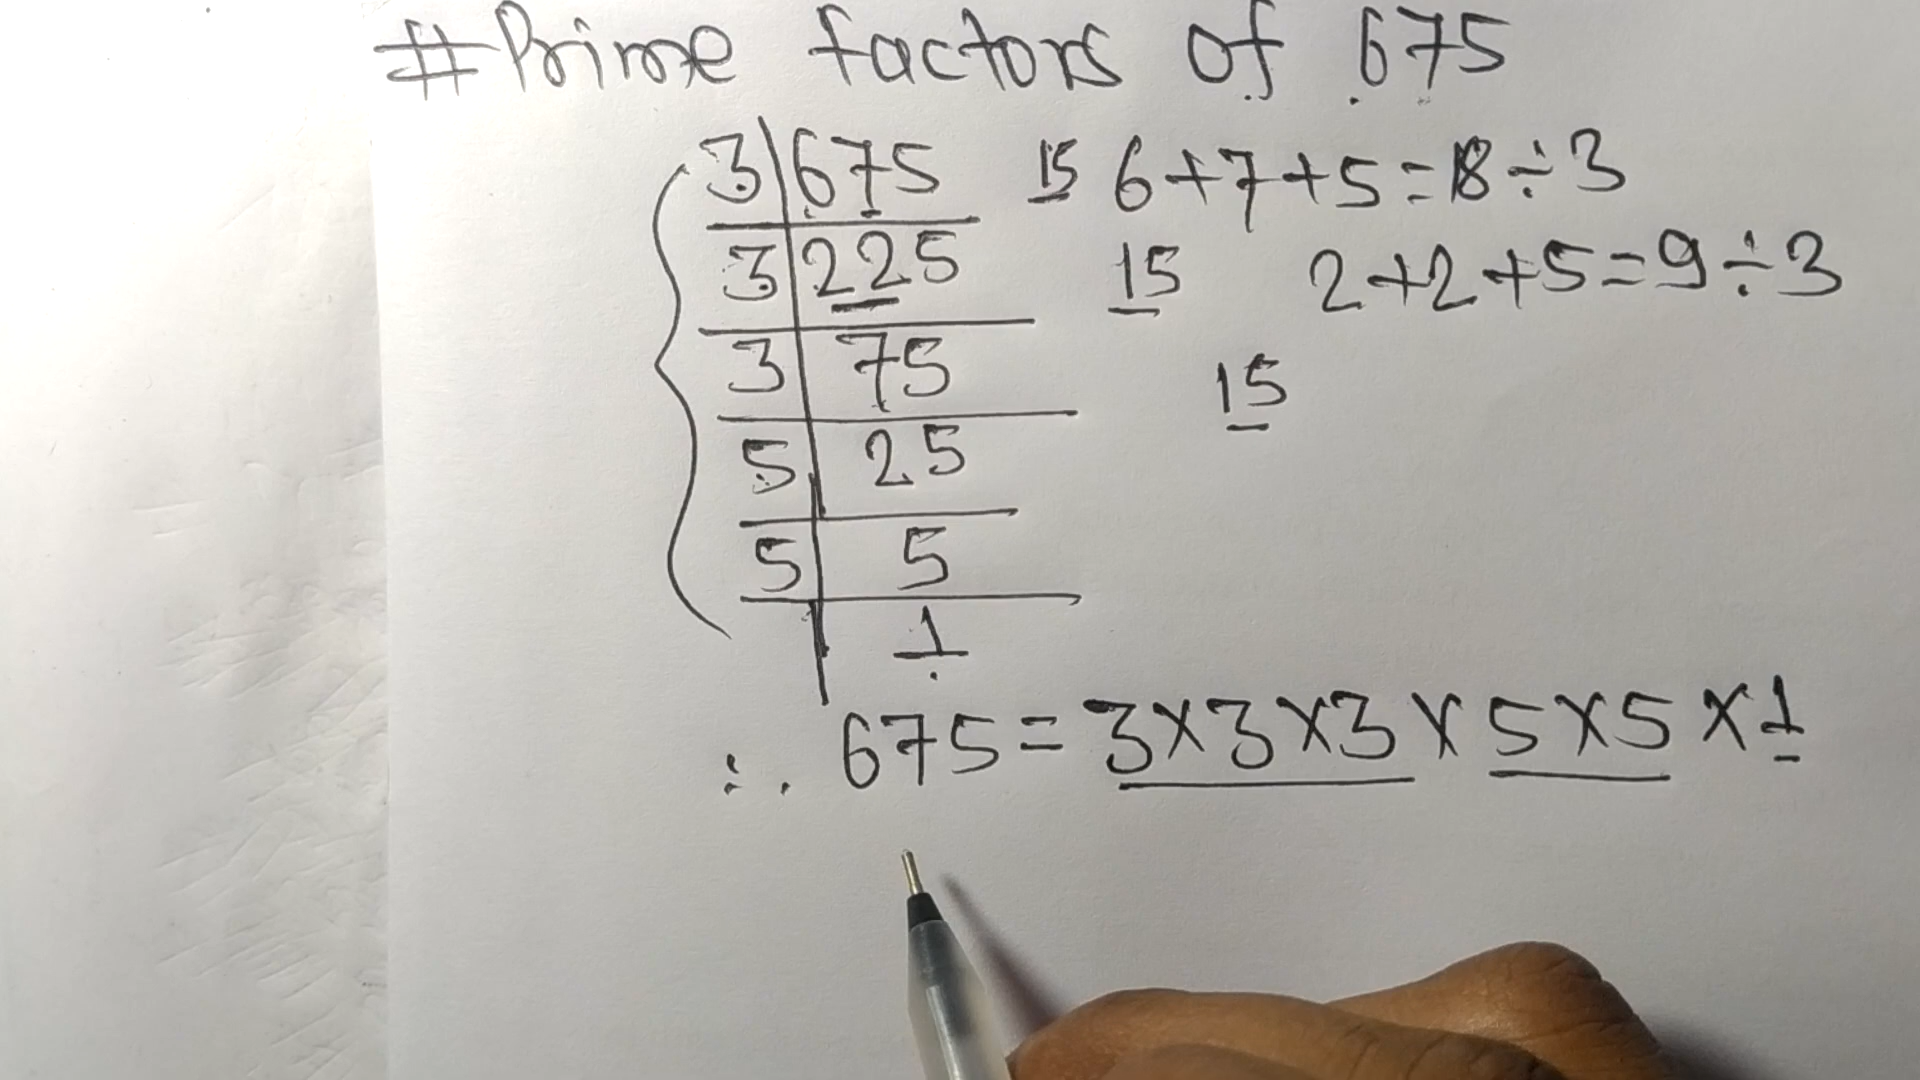 #Prime factors of 675
3|675 15 6+7+5=18÷3
3|225 15 2+2+5=9÷3
3|75 15
5|25
5|5
|1
∴ 675=3×3×3×5×5×1